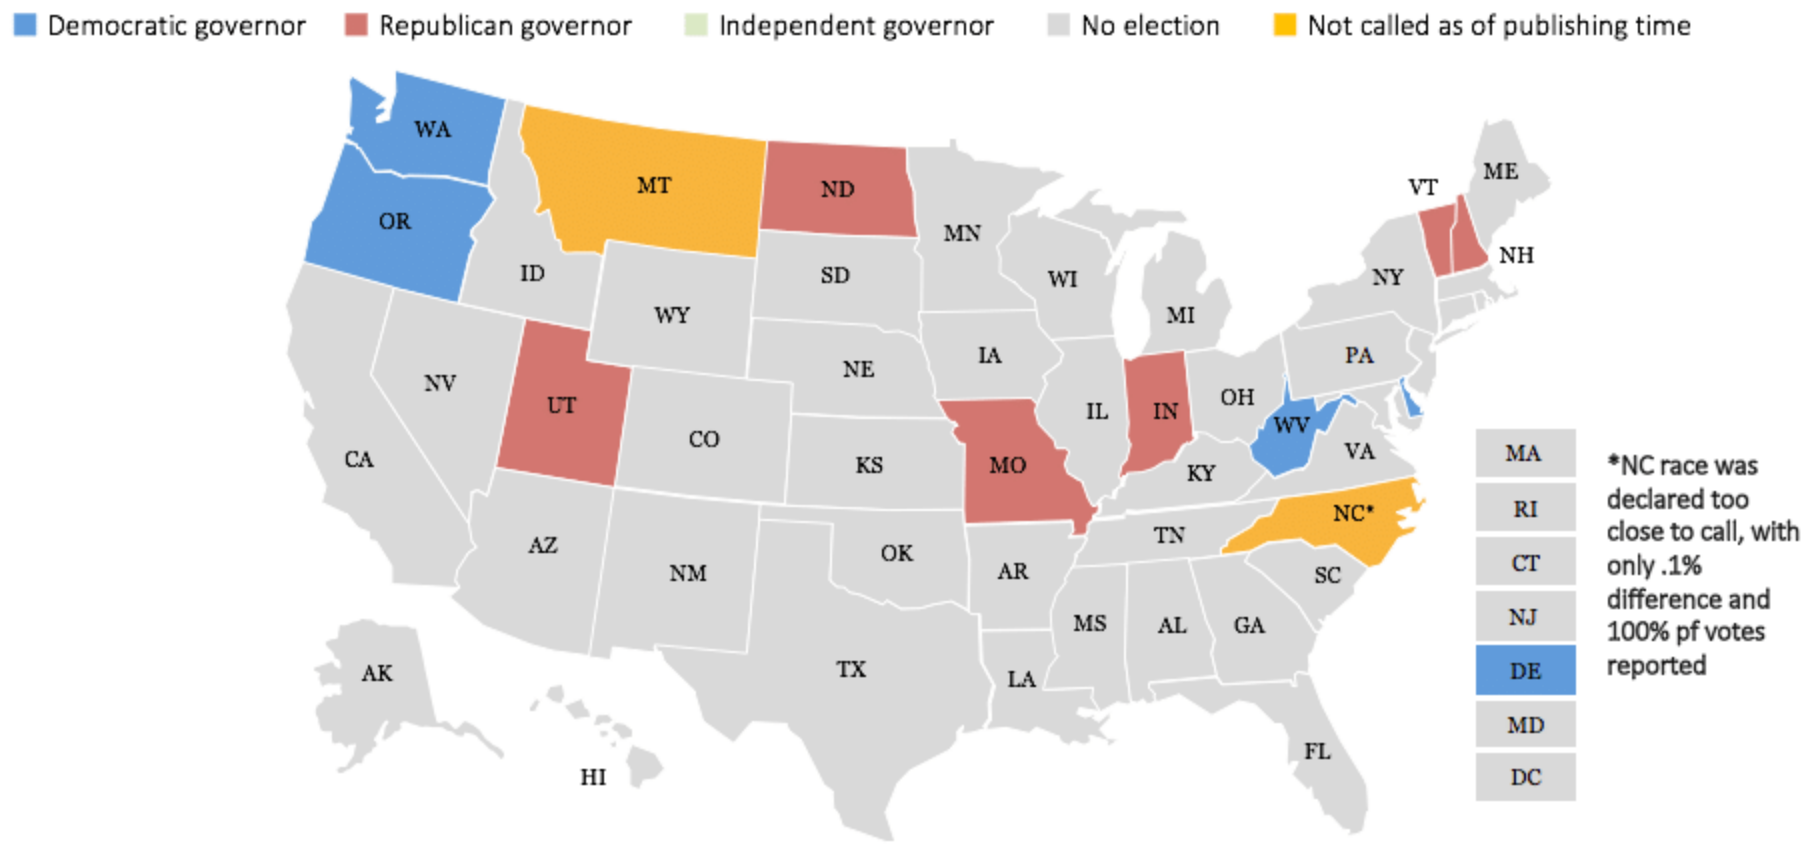 Democratic governor
Republican governor
Independent governor
No election
Not called as of publishing time
WA
MT
ND
MN
VT
ME
OR
ID
SD
WI
NY
NH
WY
MI
NV
UT
NE
IA
PA
CA
CO
KS
MO
IL
IN
OH
WV
VA
KY
AZ
NM
OK
AR
TN
NC*
SC
MS
AL
GA
TX
LA
FL
AK
HI
MA
RI
CT
NJ
DE
MD
DC
*NC race was
declared too
close to call, with
only .1%
difference and
100% pf votes
reported